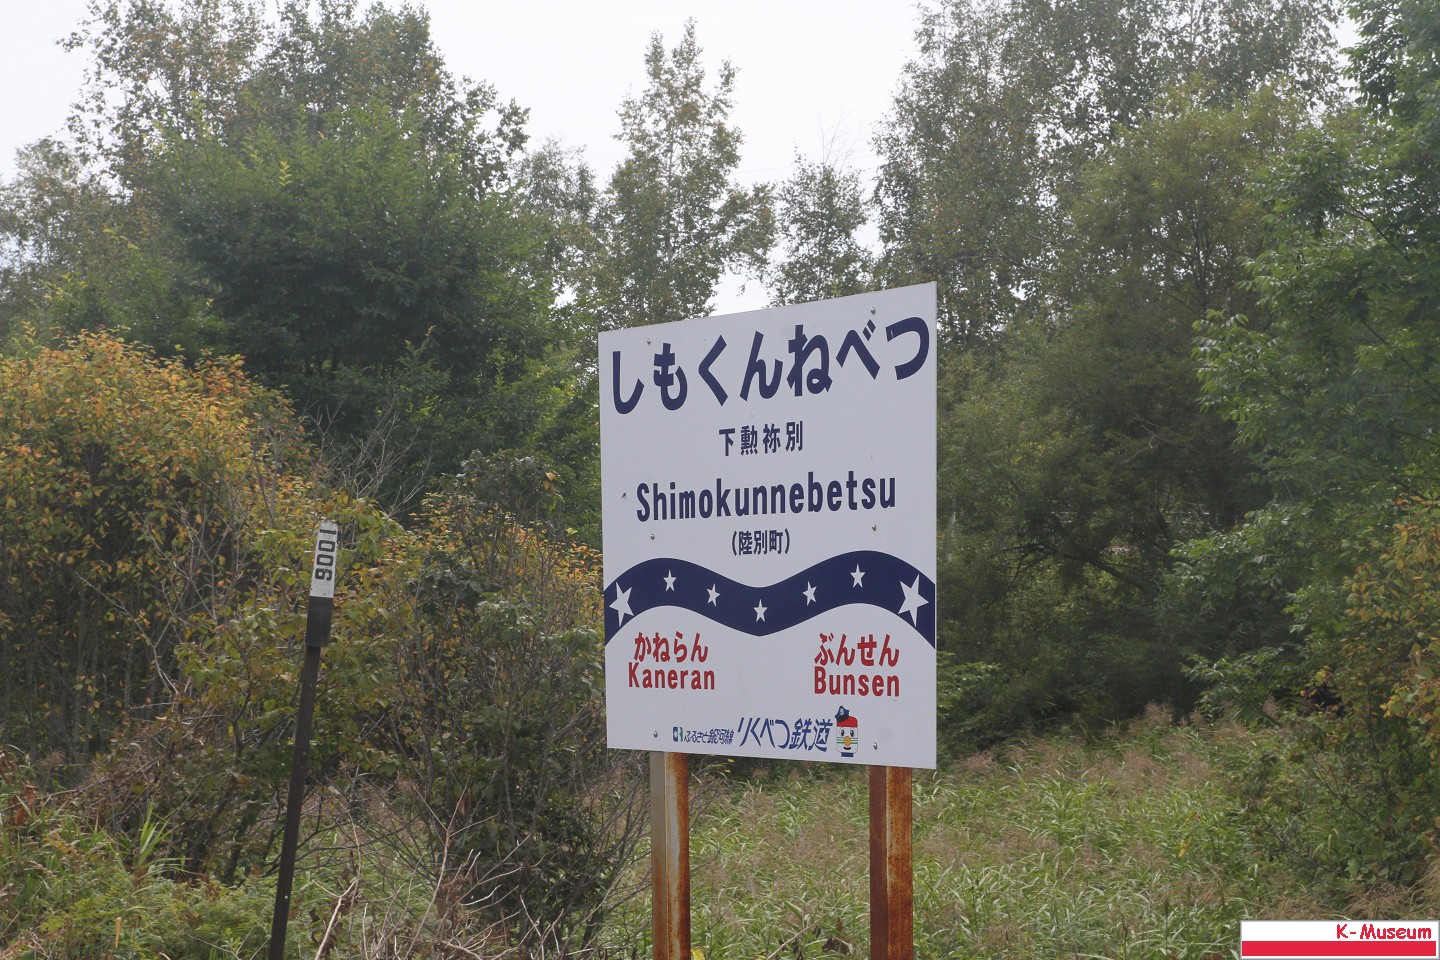 しもくんねべつ
下勲祢別
Shimokunnebetsu
(陸別町)
かねらん
Kaneran
ぶんせん
Bunsen
ふるさと銀河線 りくべつ鉄道
1006
K-Museum